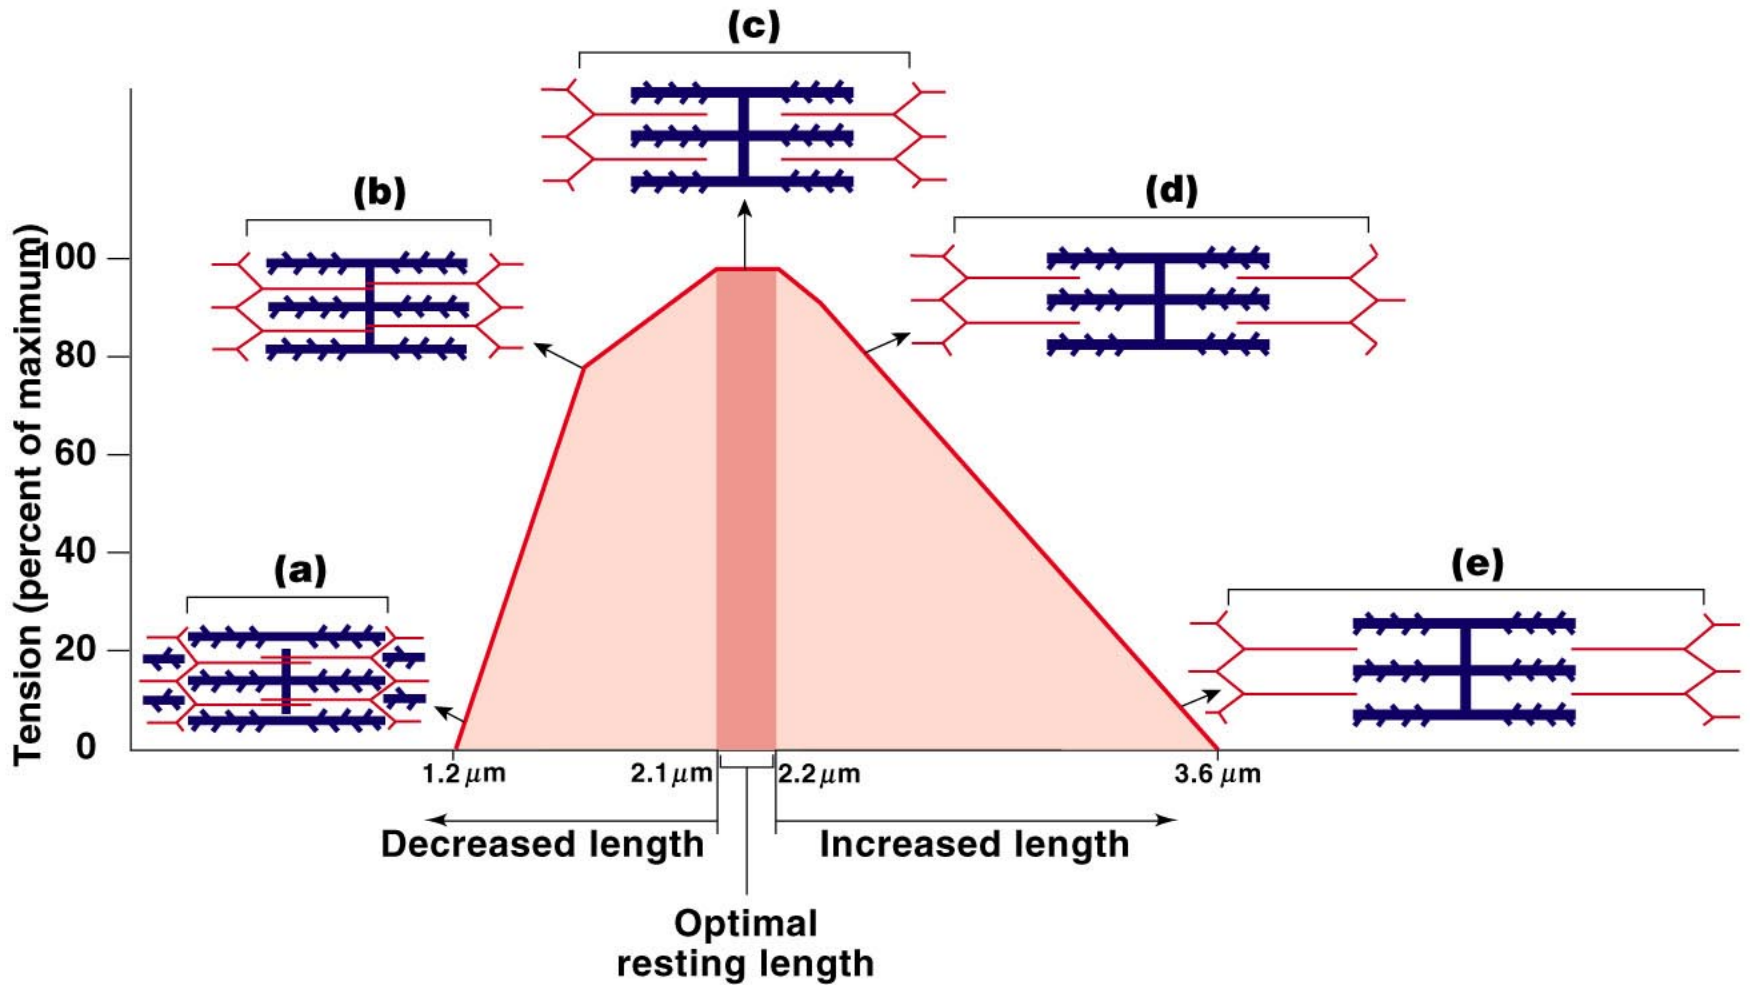 (c)
(b)
(d)
Tension (percent of maximum)
100
80
60
40
20
0
(a)
(e)
1.2 μm
2.1 μm
2.2 μm
3.6 μm
Decreased length
Increased length
Optimal
resting length